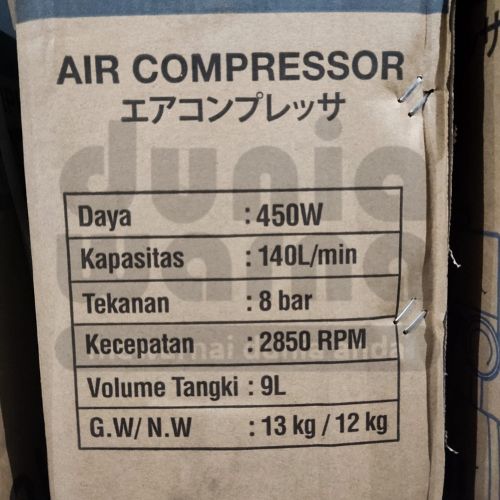 AIR COMPRESSOR
エアコンプレッサ
dunia
Daya : 450W
Kapasitas : 140L/min
Tekanan : 8 bar
Kecepatan : 2850 RPM
Volume Tangki : 9L
G.W/ N.W : 13 kg / 12 kg